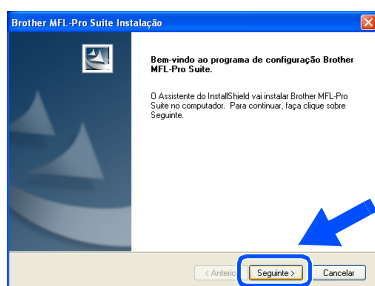 Brother MFL-Pro Suite Instalação
Bem-vindo ao programa de configuração Brother
MFL-Pro Suite.
O Assistente do InstallShield vai instalar Brother MFL-Pro
Suite no computador. Para continuar, faça clique sobre
Seguinte.
< Anterior Seguinte > Cancelar